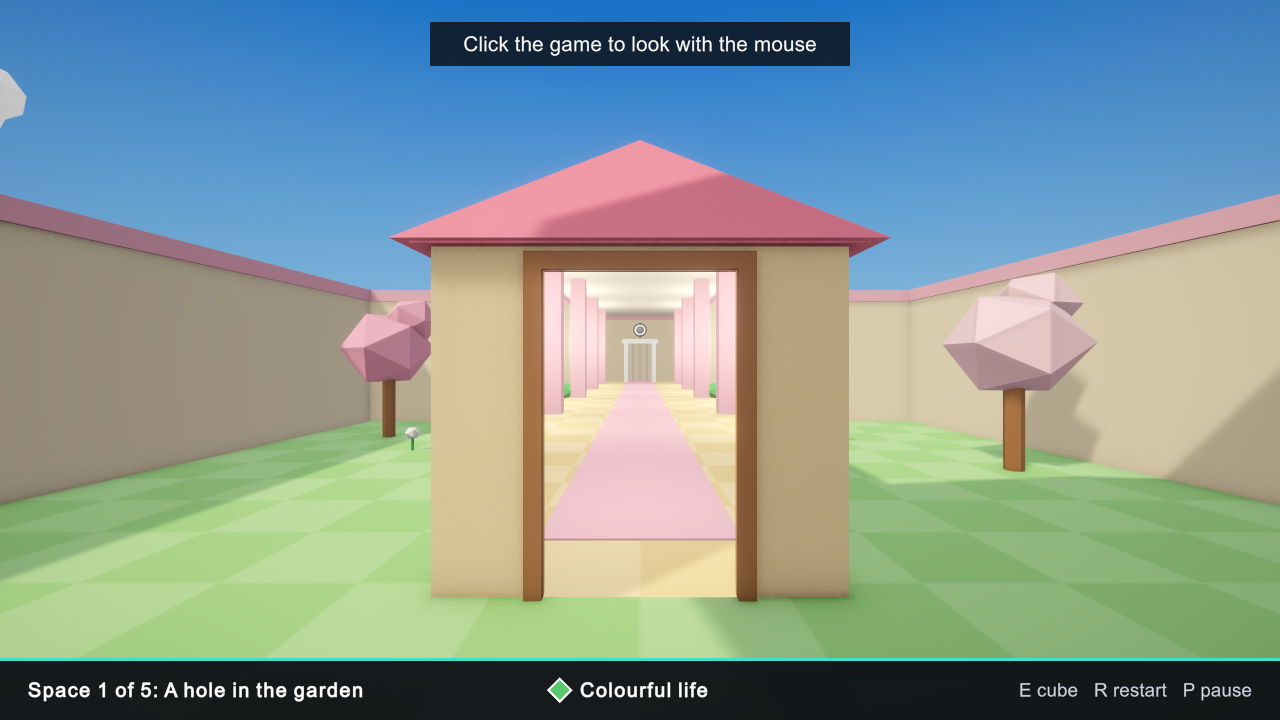 Click the game to look with the mouse
Space 1 of 5: A hole in the garden
Colourful life
E cube R restart P pause